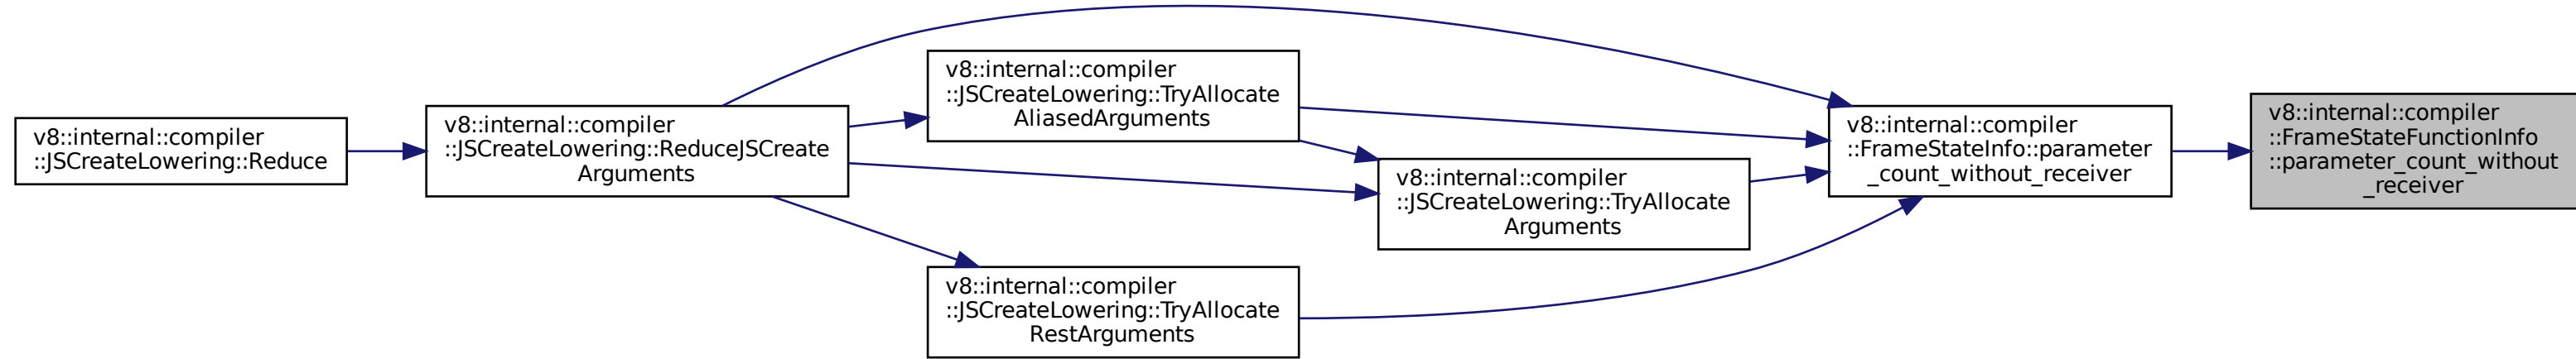 v8::internal::compiler
::JSCreateLowering::Reduce
v8::internal::compiler
::JSCreateLowering::ReduceJSCreate
Arguments
v8::internal::compiler
::JSCreateLowering::TryAllocate
AliasedArguments
v8::internal::compiler
::JSCreateLowering::TryAllocate
Arguments
v8::internal::compiler
::JSCreateLowering::TryAllocate
RestArguments
v8::internal::compiler
::FrameStateInfo::parameter
_count_without_receiver
v8::internal::compiler
::FrameStateFunctionInfo
::parameter_count_without
_receiver